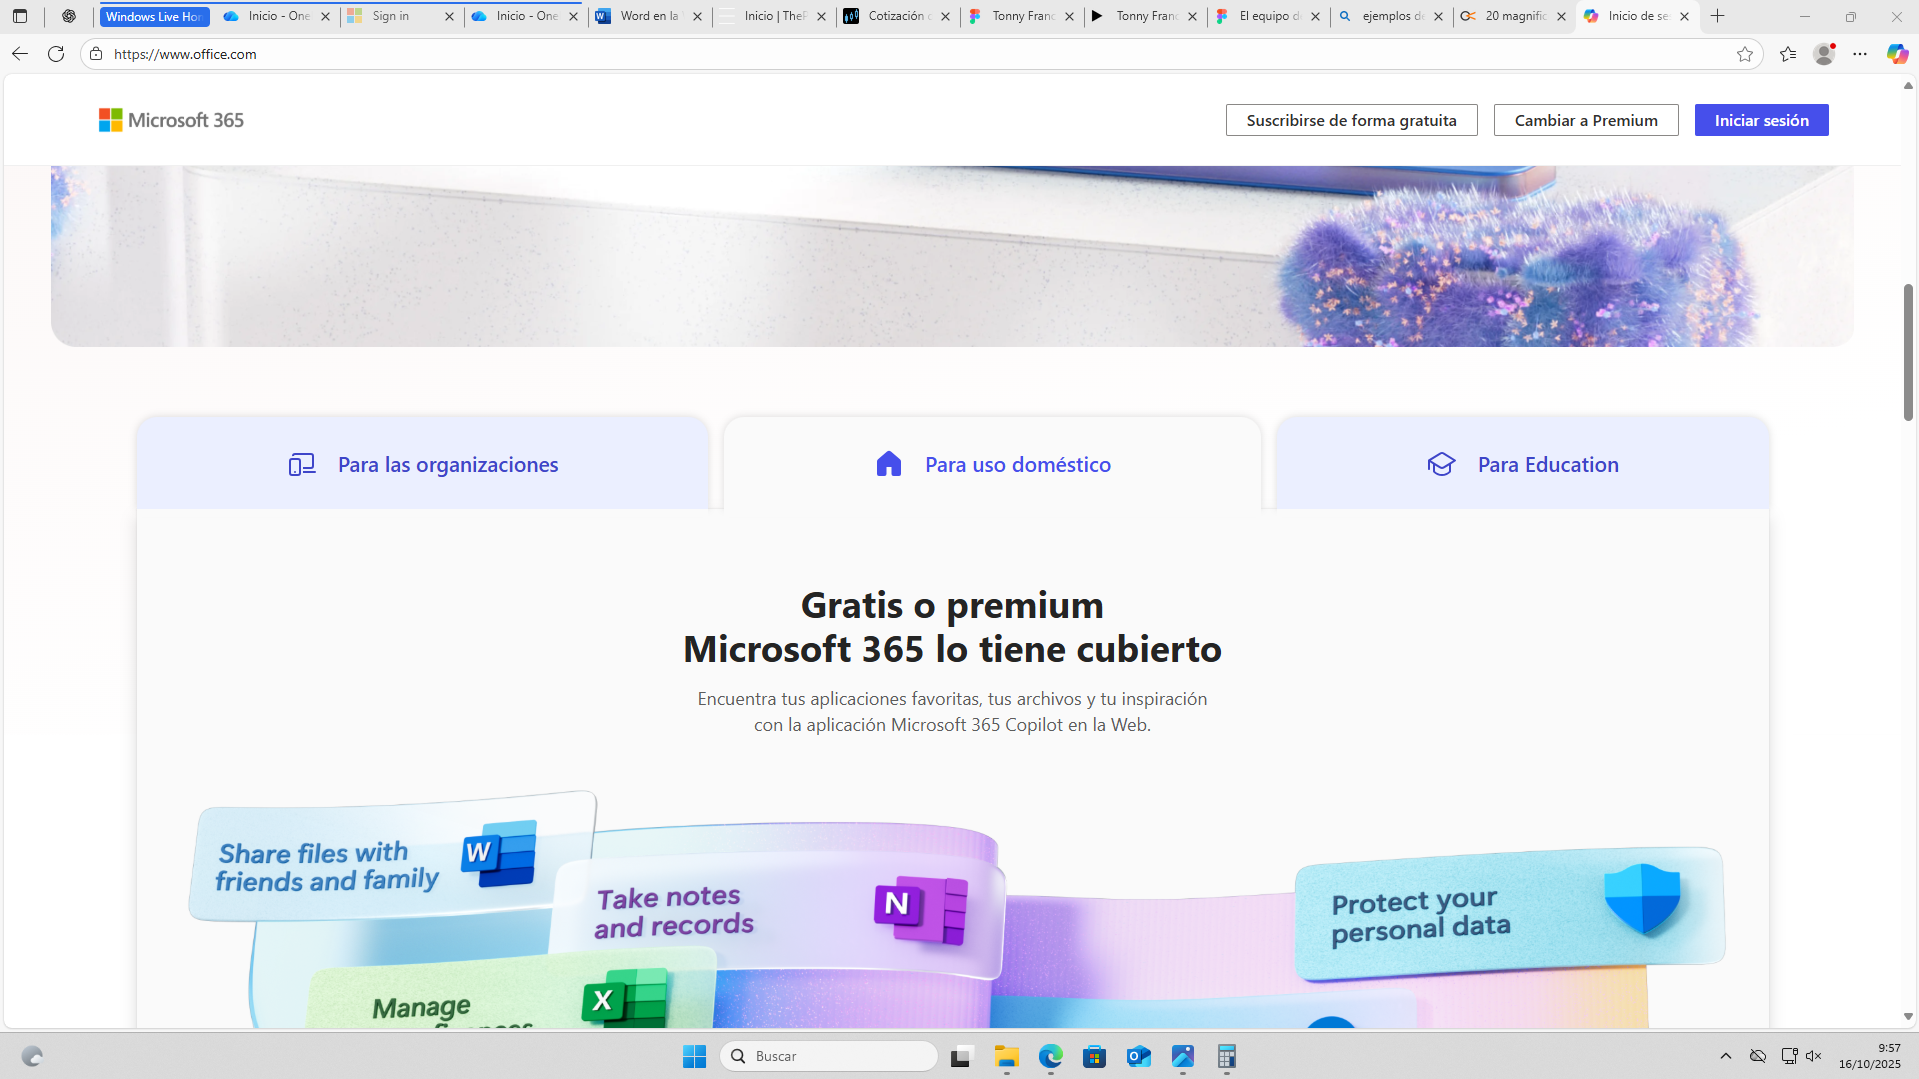 Windows Live Hor
Inicio - One
Sign in
Inicio - One
Word en la
Inicio | TheP
Cotización
Tonny Franc
Tonny Franc
El equipo d
ejemplos de
20 magnific
Inicio de se
https://www.office.com
Microsoft 365
Suscribirse de forma gratuita
Cambiar a Premium
Iniciar sesión
Para las organizaciones
Para uso doméstico
Para Education
Gratis o premium
Microsoft 365 lo tiene cubierto
Encuentra tus aplicaciones favoritas, tus archivos y tu inspiración
con la aplicación Microsoft 365 Copilot en la Web.
Share files with
friends and family
W
Take notes
and records
N
Protect your
personal data
Manage
X
Buscar
9:57
16/10/2025